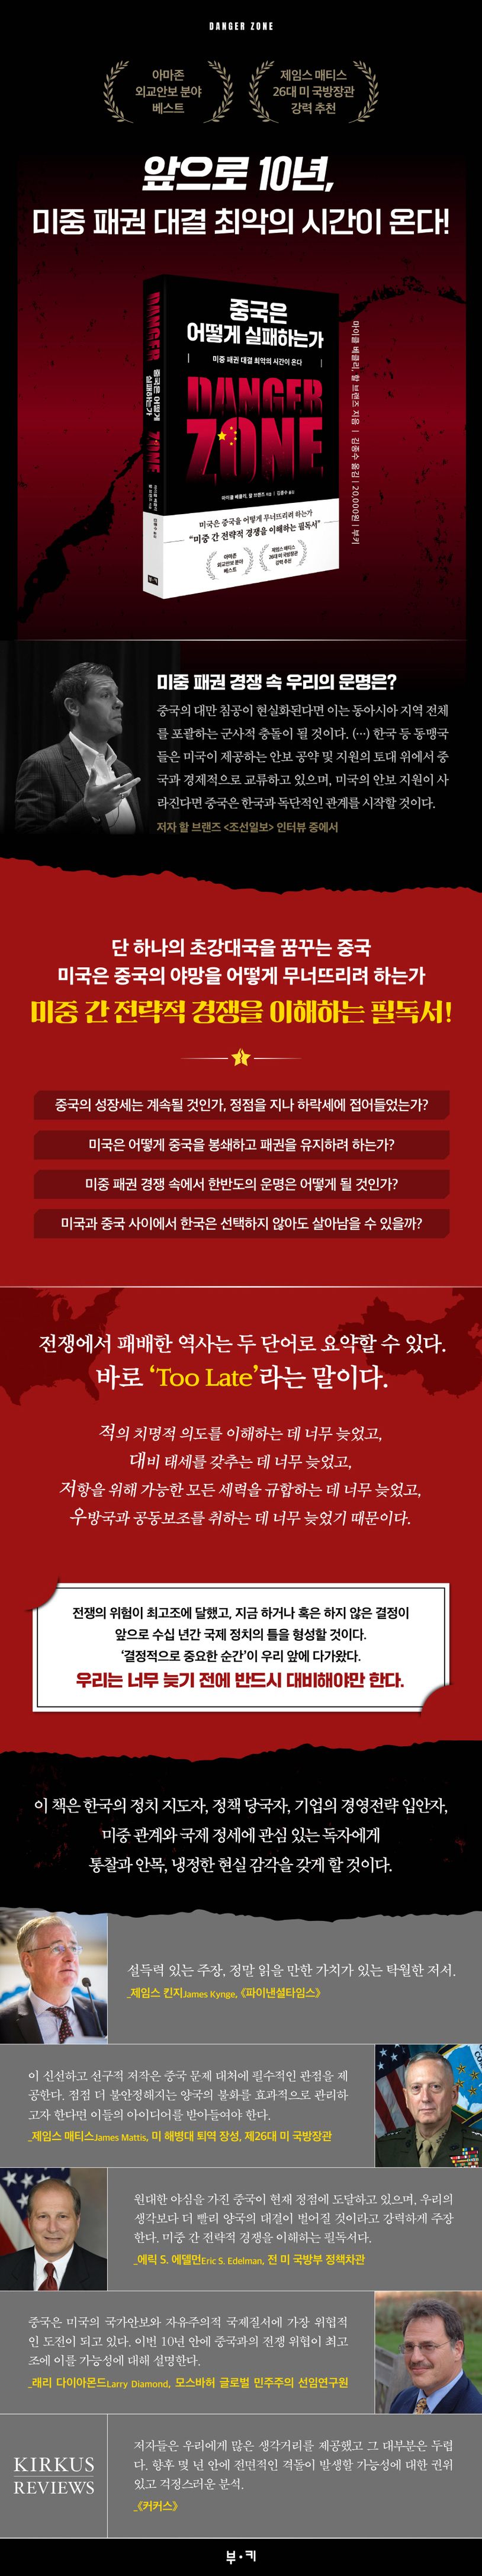 DANGER ZONE
아마존
외교안보 분야
베스트
제임스 매티스
26대 미 국방장관
강력 추천
앞으로 10년,
미중 패권 대결 최악의 시간이 온다!
DANGER ZONE
중국은 어떻게
실패하는가
부·키
중국은
어떻게 실패하는가
미중 패권 대결 최악의 시간이 온다
DANGER
ZONE
마이클 베클리, 할 브랜즈 지음 | 김종수 옮김
미국은 중국을 어떻게 무너뜨리려 하는가
“미중 간 전략적 경쟁을 이해하는 필독서”
아마존
외교안보 분야
베스트
제임스 매티스
26대 미 국방장관
강력 추천
마이클 베클리, 할 브랜즈 지음 | 김종수 옮김 | 20,000원 | 부키
미중 패권 경쟁 속 우리의 운명은?
중국의 대만 침공이 현실화된다면 이는 동아시아 지역 전체
를 포괄하는 군사적 충돌이 될 것이다. (…) 한국 등 동맹국
들은 미국이 제공하는 안보 공약 및 지원의 토대 위에서 중
국과 경제적으로 교류하고 있으며, 미국의 안보 지원이 사
라진다면 중국은 한국과 독단적인 관계를 시작할 것이다.
저자 할 브랜즈 <조선일보> 인터뷰 중에서
단 하나의 초강대국을 꿈꾸는 중국
미국은 중국의 야망을 어떻게 무너뜨리려 하는가
미중 간 전략적 경쟁을 이해하는 필독서!
중국의 성장세는 계속될 것인가, 정점을 지나 하락세에 접어들었는가?
미국은 어떻게 중국을 봉쇄하고 패권을 유지하려 하는가?
미중 패권 경쟁 속에서 한반도의 운명은 어떻게 될 것인가?
미국과 중국 사이에서 한국은 선택하지 않아도 살아남을 수 있을까?
전쟁에서 패배한 역사는 두 단어로 요약할 수 있다.
바로 ‘Too Late’라는 말이다.
적의 치명적 의도를 이해하는 데 너무 늦었고,
대비 태세를 갖추는 데 너무 늦었고,
저항을 위해 가능한 모든 세력을 규합하는 데 너무 늦었고,
우방국과 공동보조를 취하는 데 너무 늦었기 때문이다.
전쟁의 위험이 최고조에 달했고, 지금 하거나 혹은 하지 않은 결정이
앞으로 수십 년간 국제 정치의 틀을 형성할 것이다.
‘결정적으로 중요한 순간’이 우리 앞에 다가왔다.
우리는 너무 늦기 전에 반드시 대비해야만 한다.
이 책은 한국의 정치 지도자, 정책 당국자, 기업의 경영전략 입안자,
미중 관계와 국제 정세에 관심 있는 독자에게
통찰과 안목, 냉정한 현실 감각을 갖게 할 것이다.
설득력 있는 주장, 정말 읽을 만한 가치가 있는 탁월한 저서.
_제임스 킨지James Kynge, 《파이낸셜타임스》
이 신선하고 선구적 저작은 중국 문제 대처에 필수적인 관점을 제
공한다. 점점 더 불안정해지는 양국의 불화를 효과적으로 관리하
고자 한다면 이들의 아이디어를 받아들여야 한다.
_제임스 매티스James Mattis, 미 해병대 퇴역 장성, 제26대 미 국방장관
원대한 야심을 가진 중국이 현재 정점에 도달하고 있으며, 우리의
생각보다 더 빨리 양국의 대결이 벌어질 것이라고 강력하게 주장
한다. 미중 간 전략적 경쟁을 이해하는 필독서다.
_에릭 S. 에델먼Eric S. Edelman, 전 미 국방부 정책차관
중국은 미국의 국가안보와 자유주의적 국제질서에 가장 위협적
인 도전이 되고 있다. 이번 10년 안에 중국과의 전쟁 위험이 최고
조에 이를 가능성에 대해 설명한다.
_래리 다이아몬드Larry Diamond, 모스바허 글로벌 민주주의 선임연구원
KIRKUS
REVIEWS
저자들은 우리에게 많은 생각거리를 제공했고 그 대부분은 두렵
다. 향후 몇 년 안에 전면적인 격돌이 발생할 가능성에 대한 권위
있고 걱정스러운 분석.
_《커커스》
부·키